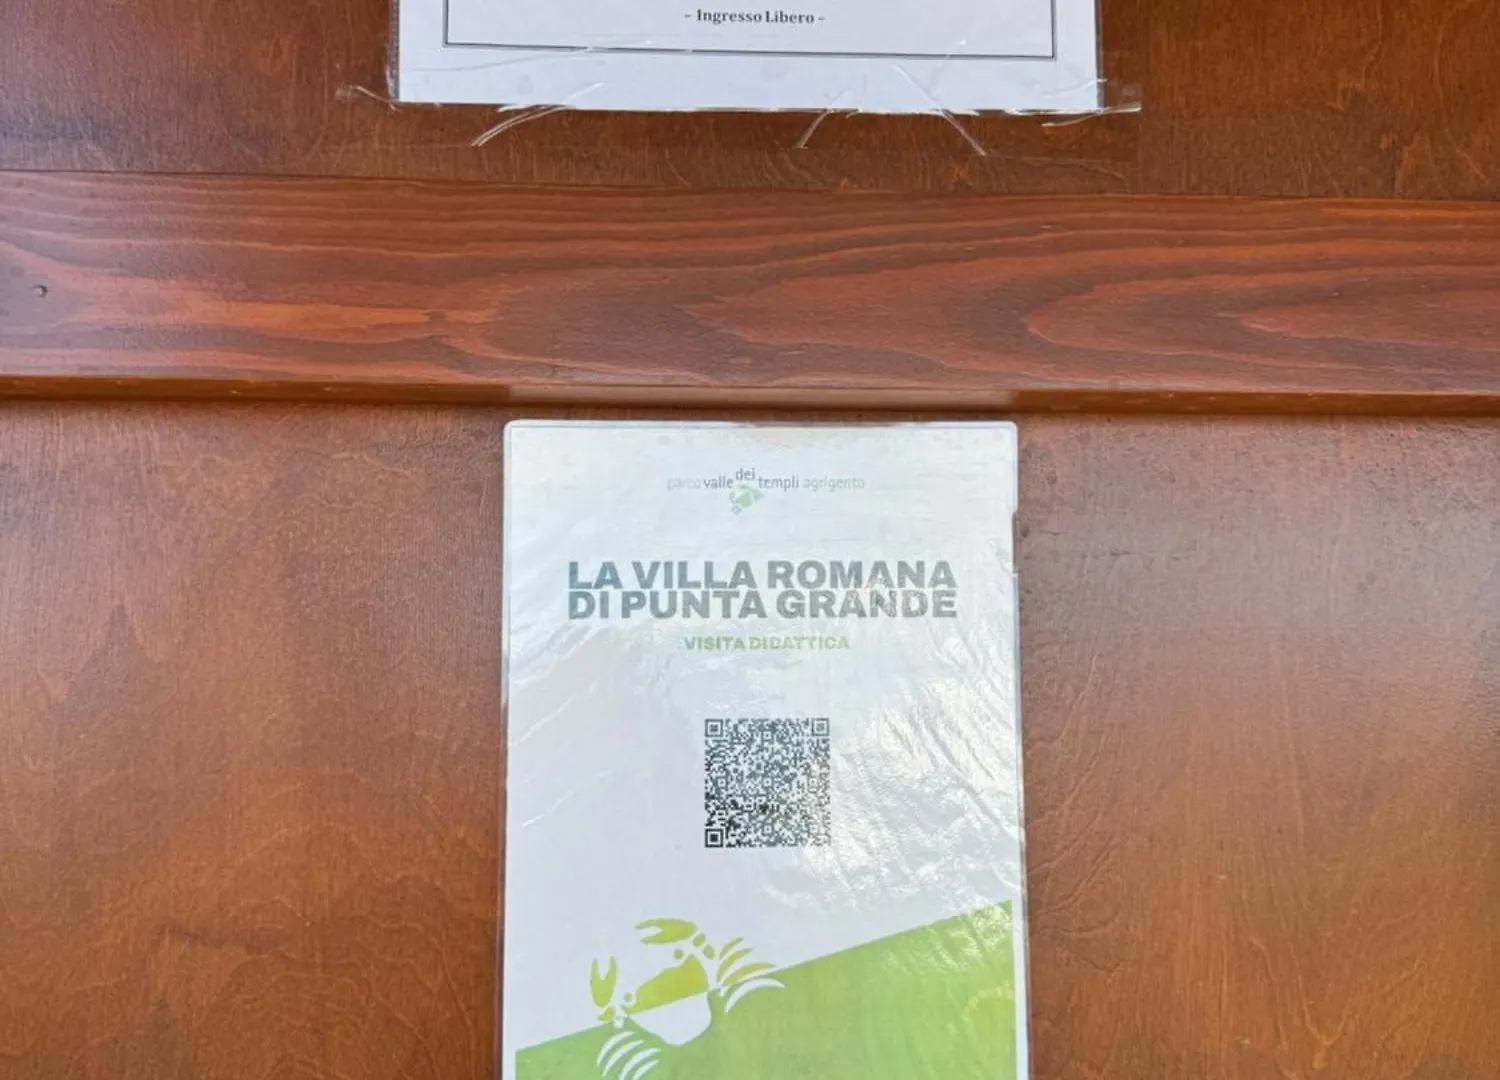 - Ingresso Libero -
parco valle dei templi agrigento
LA VILLA ROMANA
DI PUNTA GRANDE
VISITA DIDATTICA